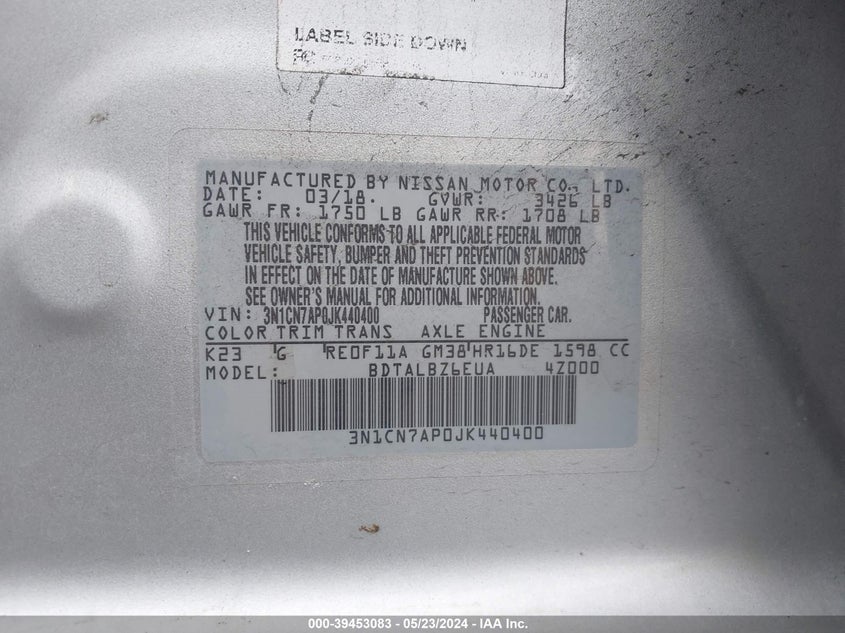 LABEL SIDE DOWN
MANUFACTURED BY NISSAN MOTOR CO., LTD.
DATE: 03/18. GVWR: 3426 LB
GAWR FR: 1750 LB GAWR RR: 1708 LB
THIS VEHICLE CONFORMS TO ALL APPLICABLE FEDERAL MOTOR
VEHICLE SAFETY, BUMPER AND THEFT PREVENTION STANDARDS
IN EFFECT ON THE DATE OF MANUFACTURE SHOWN ABOVE.
SEE OWNER'S MANUAL FOR ADDITIONAL INFORMATION.
VIN: 3N1CN7AP0JK440400 PASSENGER CAR.
COLOR TRIM TRANS AXLE ENGINE
K23 G RE0F11A GM38 HR16DE 1598 CC
MODEL: BDTALBZ6EUA 4Z000
3N1CN7AP0JK440400
000-39453083 - 05/23/2024 - IAA Inc.